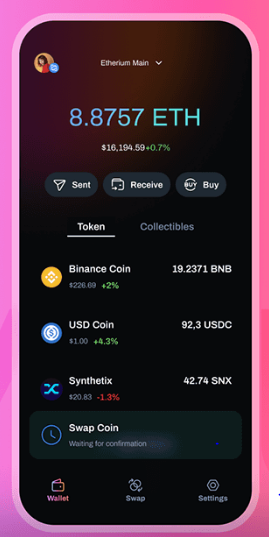 Etherium Main
8.8757 ETH
$16,194.59+0.7%
Sent
Receive
BUY Buy
Token
Collectibles
Binance Coin 19.2371 BNB
$226.69 +2%
USD Coin 92,3 USDC
$1.00 +4.3%
Synthetix 42.74 SNX
$20.83 -1.3%
Swap Coin
Waiting for confirmation
Wallet
Swap
Settings